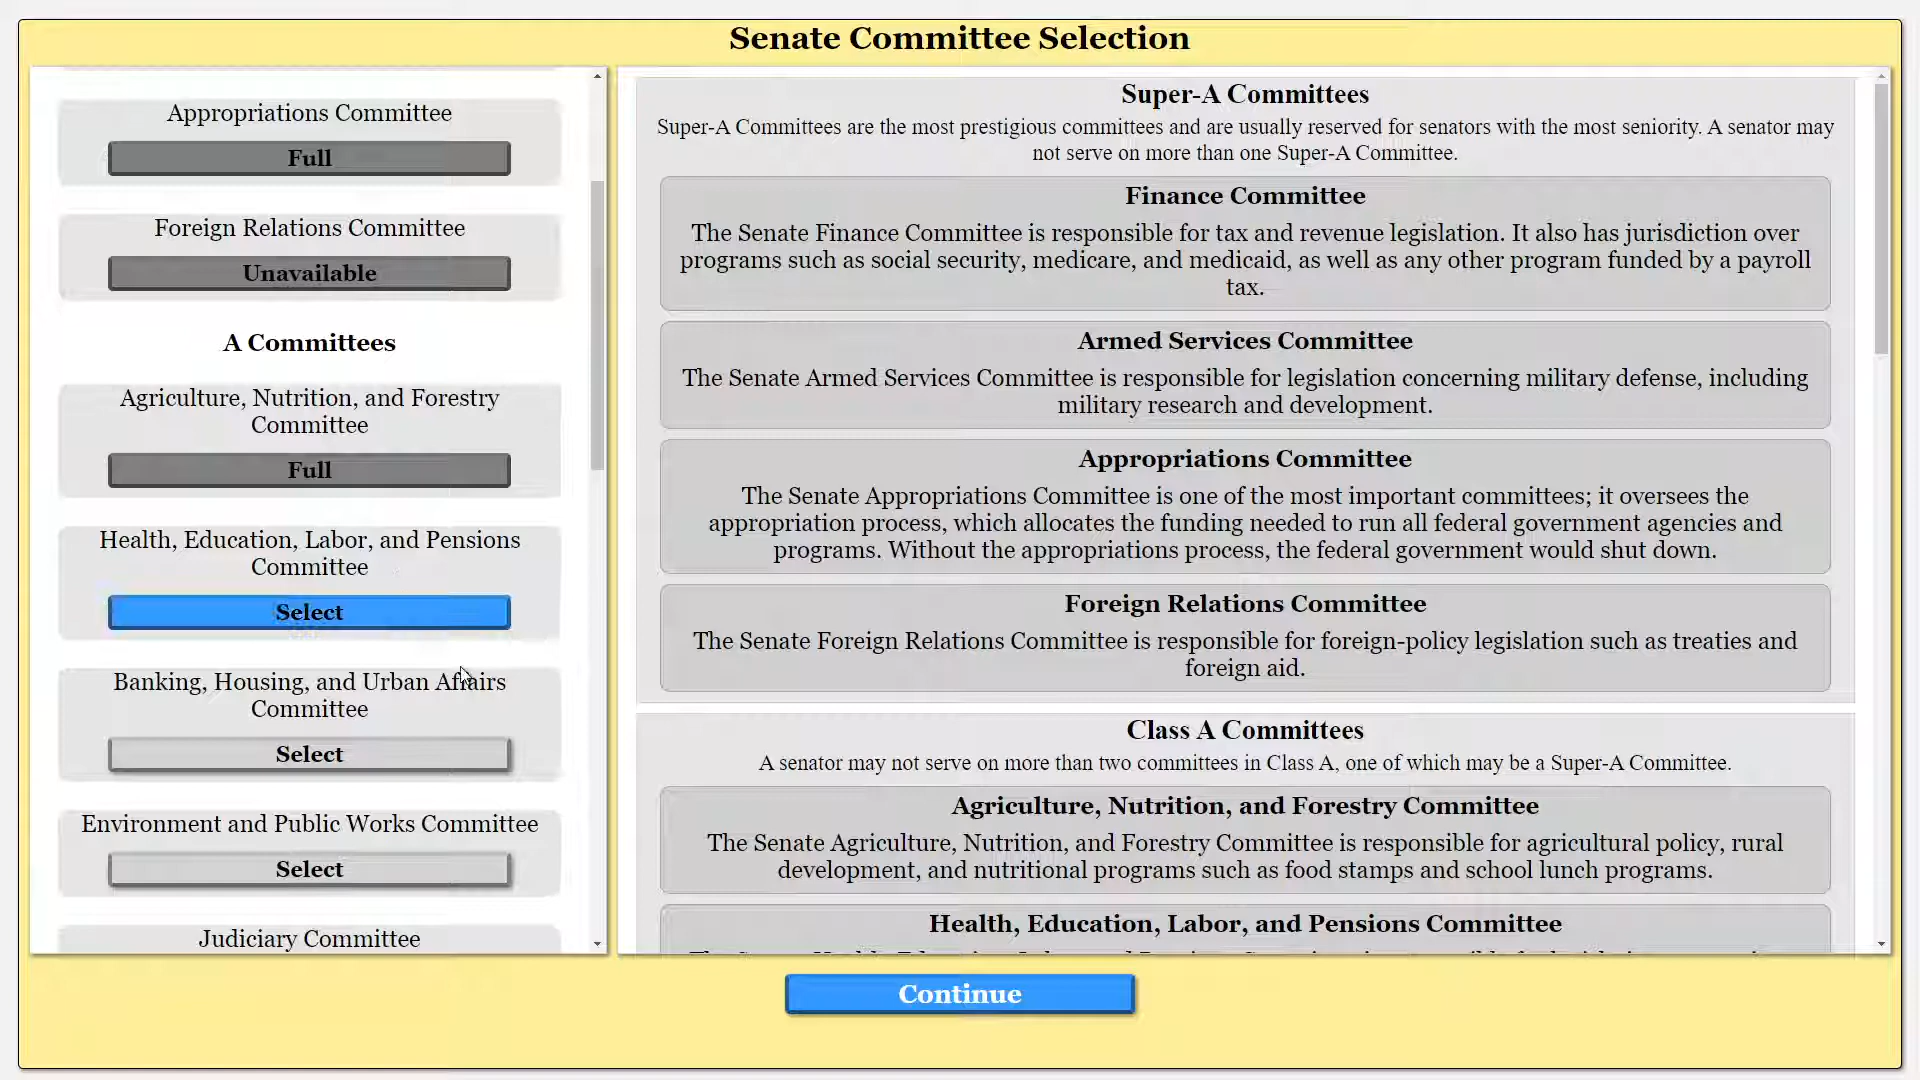 Senate Committee Selection
Appropriations Committee
Full
Foreign Relations Committee
Unavailable
A Committees
Agriculture, Nutrition, and Forestry
Committee
Full
Health, Education, Labor, and Pensions
Committee
Select
Banking, Housing, and Urban Affairs
Committee
Select
Environment and Public Works Committee
Select
Judiciary Committee
Super-A Committees
Super-A Committees are the most prestigious committees and are usually reserved for senators with the most seniority. A senator may
not serve on more than one Super-A Committee.
Finance Committee
The Senate Finance Committee is responsible for tax and revenue legislation. It also has jurisdiction over
programs such as social security, medicare, and medicaid, as well as any other program funded by a payroll
tax.
Armed Services Committee
The Senate Armed Services Committee is responsible for legislation concerning military defense, including
military research and development.
Appropriations Committee
The Senate Appropriations Committee is one of the most important committees; it oversees the
appropriation process, which allocates the funding needed to run all federal government agencies and
programs. Without the appropriations process, the federal government would shut down.
Foreign Relations Committee
The Senate Foreign Relations Committee is responsible for foreign-policy legislation such as treaties and
foreign aid.
Class A Committees
A senator may not serve on more than two committees in Class A, one of which may be a Super-A Committee.
Agriculture, Nutrition, and Forestry Committee
The Senate Agriculture, Nutrition, and Forestry Committee is responsible for agricultural policy, rural
development, and nutritional programs such as food stamps and school lunch programs.
Health, Education, Labor, and Pensions Committee
Continue